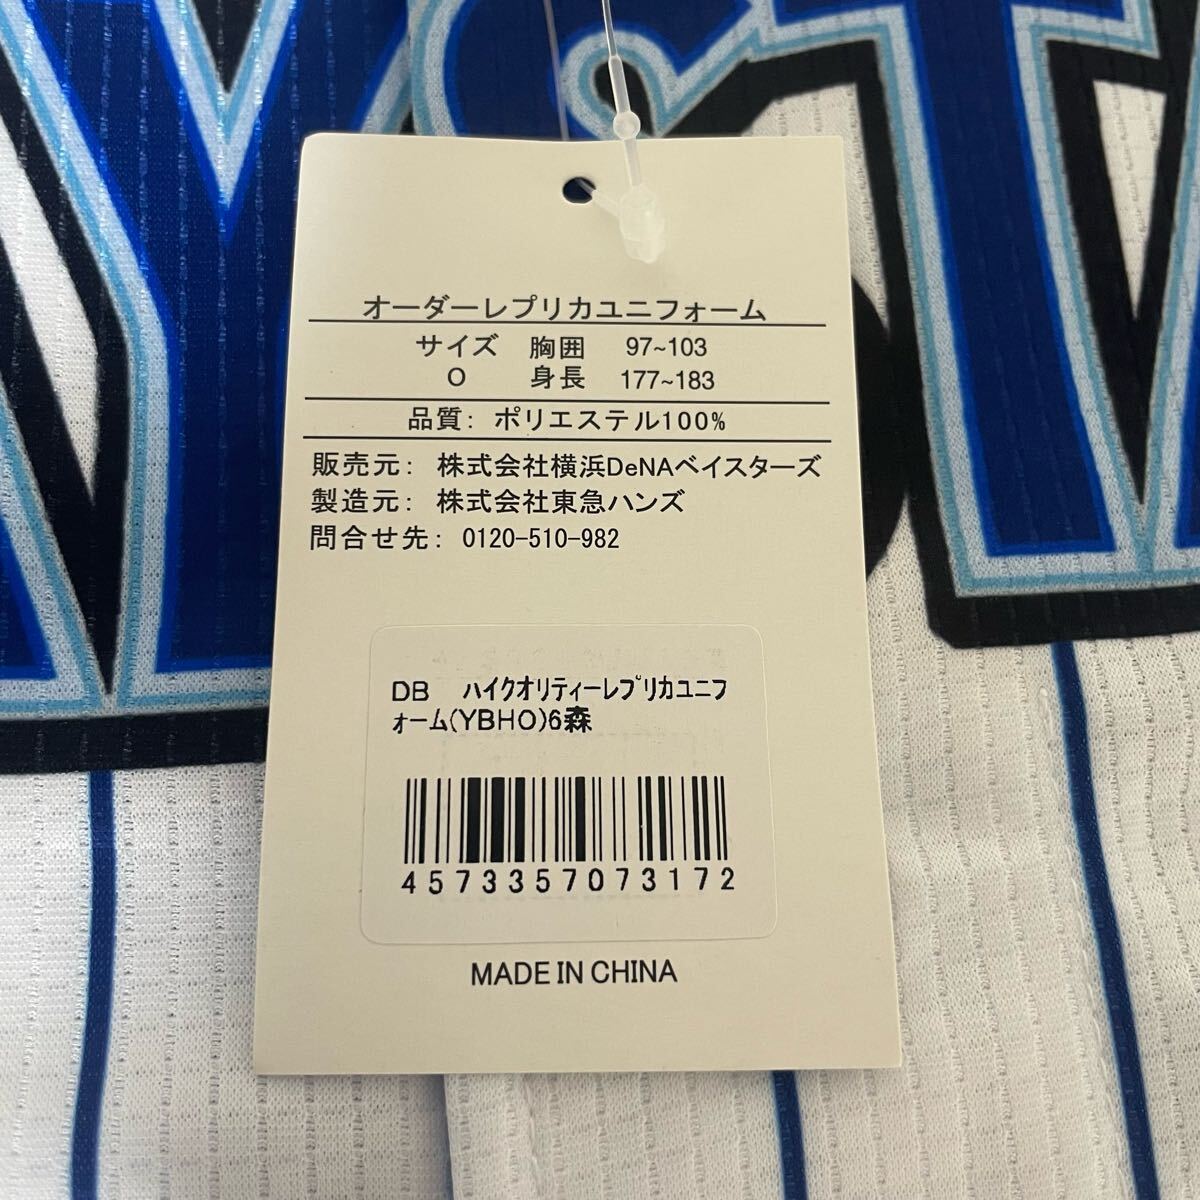 YST
オーダーレプリカユニフォーム
サイズ 胸囲 97~103
O 身長 177~183
品質: ポリエステル100%
販売元: 株式会社横浜DeNAベイスターズ
製造元: 株式会社東急ハンズ
問合せ先: 0120-510-982
DB ハイクオリティーレプリカユニフ
ォーム(YBHO)6森
4573357073172
MADE IN CHINA